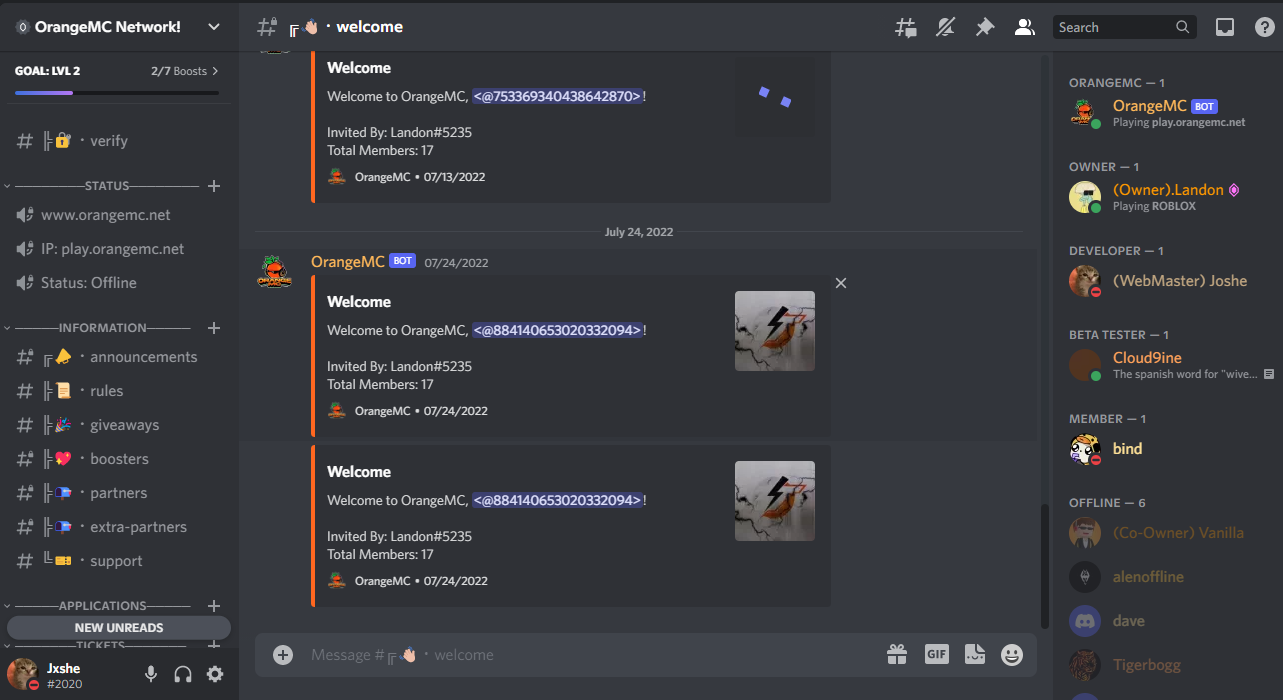 OrangeMC Network!
GOAL: LVL 2
2/7 Boosts
verify
STATUS
www.orangemc.net
IP: play.orangemc.net
Status: Offline
INFORMATION
announcements
rules
giveaways
boosters
partners
extra-partners
support
APPLICATIONS
NEW UNREADS
TICKETS
Jxshe
#2020
welcome
Search
Welcome
Welcome to OrangeMC, <@753369340438642870>!
Invited By: Landon#5235
Total Members: 17
OrangeMC • 07/13/2022
July 24, 2022
OrangeMC BOT 07/24/2022
Welcome
Welcome to OrangeMC, <@884140653020332094>!
Invited By: Landon#5235
Total Members: 17
OrangeMC • 07/24/2022
Welcome
Welcome to OrangeMC, <@884140653020332094>!
Invited By: Landon#5235
Total Members: 17
OrangeMC • 07/24/2022
Message #╔👋🏻・welcome
GIF
ORANGEMC — 1
OrangeMC BOT
Playing play.orangemc.net
OWNER — 1
(Owner).Landon
Playing ROBLOX
DEVELOPER — 1
(WebMaster) Joshe
BETA TESTER — 1
Cloud9ine
The spanish word for "wive...
MEMBER — 1
bind
OFFLINE — 6
(Co-Owner) Vanilla
alenoffline
dave
Tigerbogg